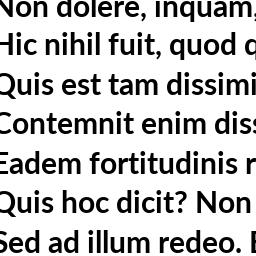 Non dolere, inquam,
Hic nihil fuit, quod q
Quis est tam dissimi
Contemnit enim diss
Eadem fortitudinis r
Quis hoc dicit? Non
Sed ad illum redeo.